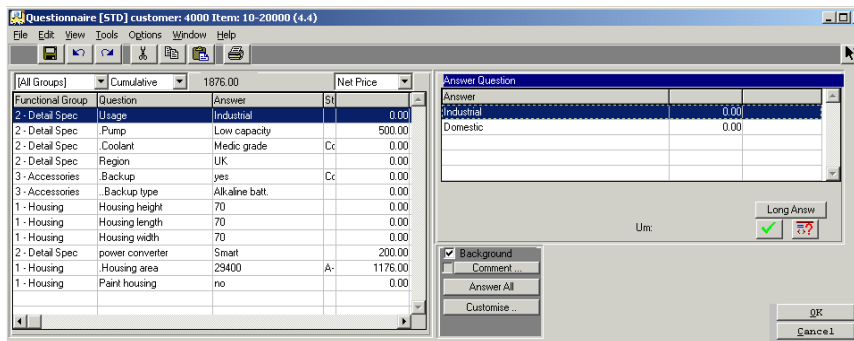 Questionnaire [STD] customer: 4000 Item: 10-20000 (4.4)
File Edit View Tools Options Window Help
[All Groups] Cumulative 1876.00 Net Price
Functional Group Question Answer St
2 - Detail Spec Usage Industrial 0.00
2 - Detail Spec .Pump Low capacity 500.00
2 - Detail Spec .Coolant Medic grade Co 0.00
2 - Detail Spec Region UK 0.00
3 - Accessories .Backup yes Co 0.00
3 - Accessories ..Backup type Alkaline batt. 0.00
1 - Housing Housing height 70 0.00
1 - Housing Housing length 70 0.00
1 - Housing Housing width 70 0.00
2 - Detail Spec power converter Smart 200.00
1 - Housing .Housing area 29400 A- 1176.00
1 - Housing Paint housing no 0.00
Answer Question
Answer
Industrial 0.00
Domestic 0.00
Long Answ
Um:
Background
Comment ...
Answer All
Customise ..
OK
Cancel